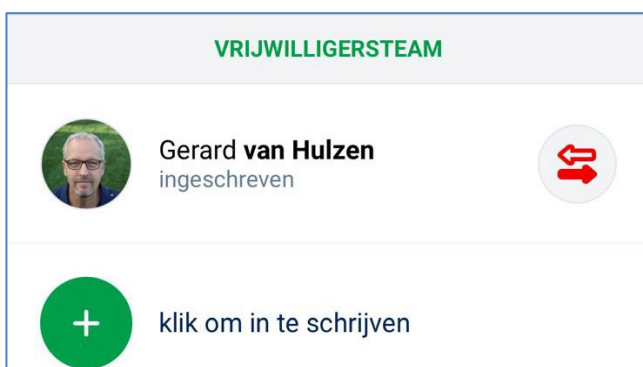 VRIJWILLIGERSTEAM
Gerard van Hulzen
ingeschreven
klik om in te schrijven